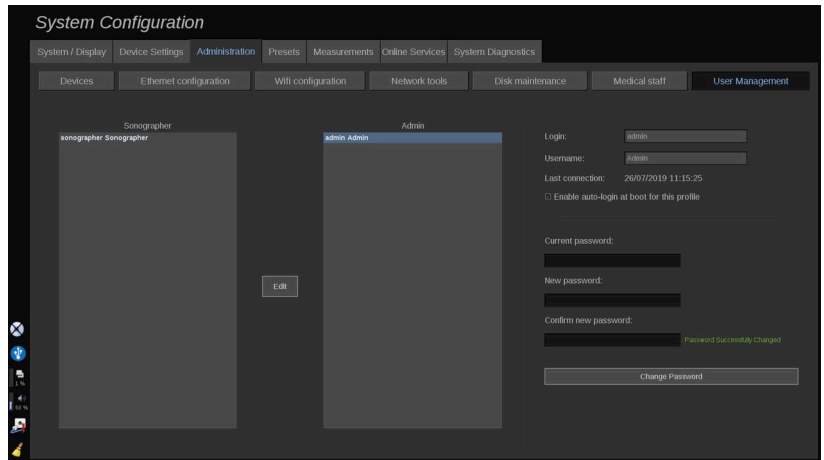 System Configuration
System / Display Device Settings Administration Presets Measurements Online Services System Diagnostics
Devices Ethernet configuration Wifi configuration Network tools Disk maintenance Medical staff User Management
Sonographer
sonographer Sonographer
Admin
admin Admin
Edit
Login: admin
Username: Admin
Last connection: 26/07/2019 11:15:25
Enable auto-login at boot for this profile
Current password:
New password:
Confirm new password:
Password Successfully Changed
Change Password
1 %
50 %